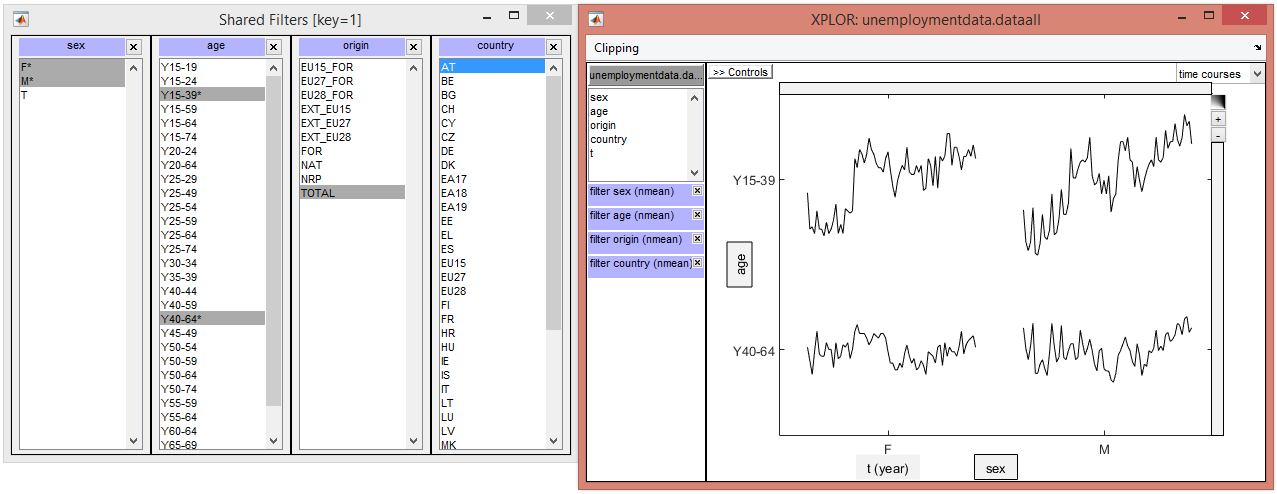 Shared Filters [key=1]
sex
F*
M*
T
age
Y15-19
Y15-24
Y15-39*
Y15-59
Y15-64
Y15-74
Y20-24
Y20-64
Y25-29
Y25-49
Y25-54
Y25-59
Y25-64
Y25-74
Y30-34
Y35-39
Y40-44
Y40-59
Y40-64*
Y45-49
Y50-54
Y50-59
Y50-64
Y50-74
Y55-59
Y55-64
Y60-64
Y65-69
origin
EU15_FOR
EU27_FOR
EU28_FOR
EXT_EU15
EXT_EU27
EXT_EU28
FOR
NAT
NRP
TOTAL
country
AT
BE
BG
CH
CY
CZ
DE
DK
EA17
EA18
EA19
EE
EL
ES
EU15
EU27
EU28
FI
FR
HR
HU
IE
IS
IT
LT
LU
LV
MK
XPLOR: unemploymentdata.dataall
Clipping
unemploymentdata.da...
sex
age
origin
country
t
filter sex (nmean)
filter age (nmean)
filter origin (nmean)
filter country (nmean)
>> Controls
time courses
+
-
Y15-39
age
Y40-64
F
M
t (year)
sex